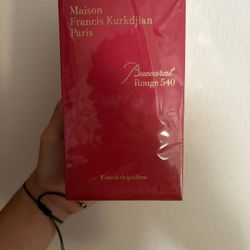 Maison
Francis Kurkdjian
Paris
Baccarat
Rouge 540
Extrait de parfum